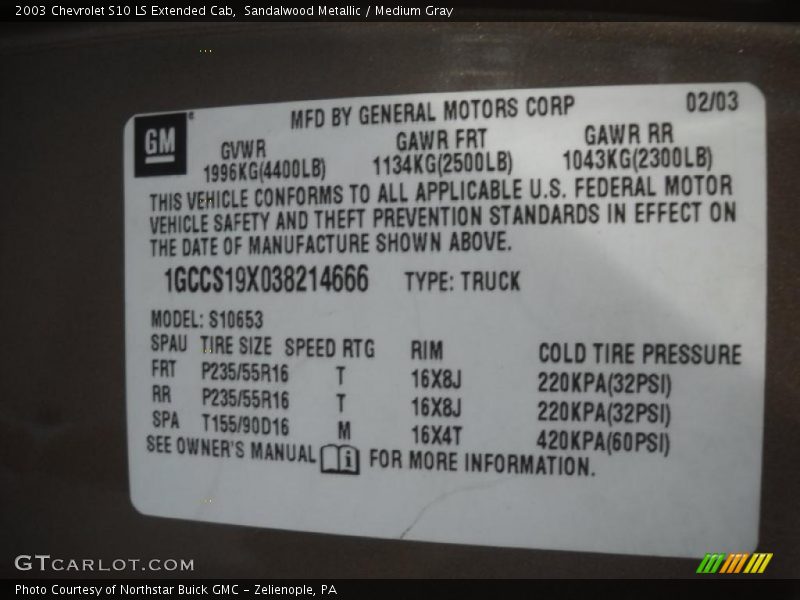 2003 Chevrolet S10 LS Extended Cab,  Sandalwood Metallic / Medium Gray
MFD BY GENERAL MOTORS CORP 02/03
GM
GVWR GAWR FRT GAWR RR
1996KG(4400LB) 1134KG(2500LB) 1043KG(2300LB)
THIS VEHICLE CONFORMS TO ALL APPLICABLE U.S. FEDERAL MOTOR
VEHICLE SAFETY AND THEFT PREVENTION STANDARDS IN EFFECT ON
THE DATE OF MANUFACTURE SHOWN ABOVE.
1GCCS19X038214666 TYPE: TRUCK
MODEL: S10653
SPAU TIRE SIZE SPEED RTG RIM COLD TIRE PRESSURE
FRT P235/55R16 T 16X8J 220KPA(32PSI)
RR P235/55R16 T 16X8J 220KPA(32PSI)
SPA T155/90D16 M 16X4T 420KPA(60PSI)
SEE OWNER'S MANUAL i FOR MORE INFORMATION.
GTCARLOT.COM
Photo Courtesy of Northstar Buick GMC - Zelienople, PA